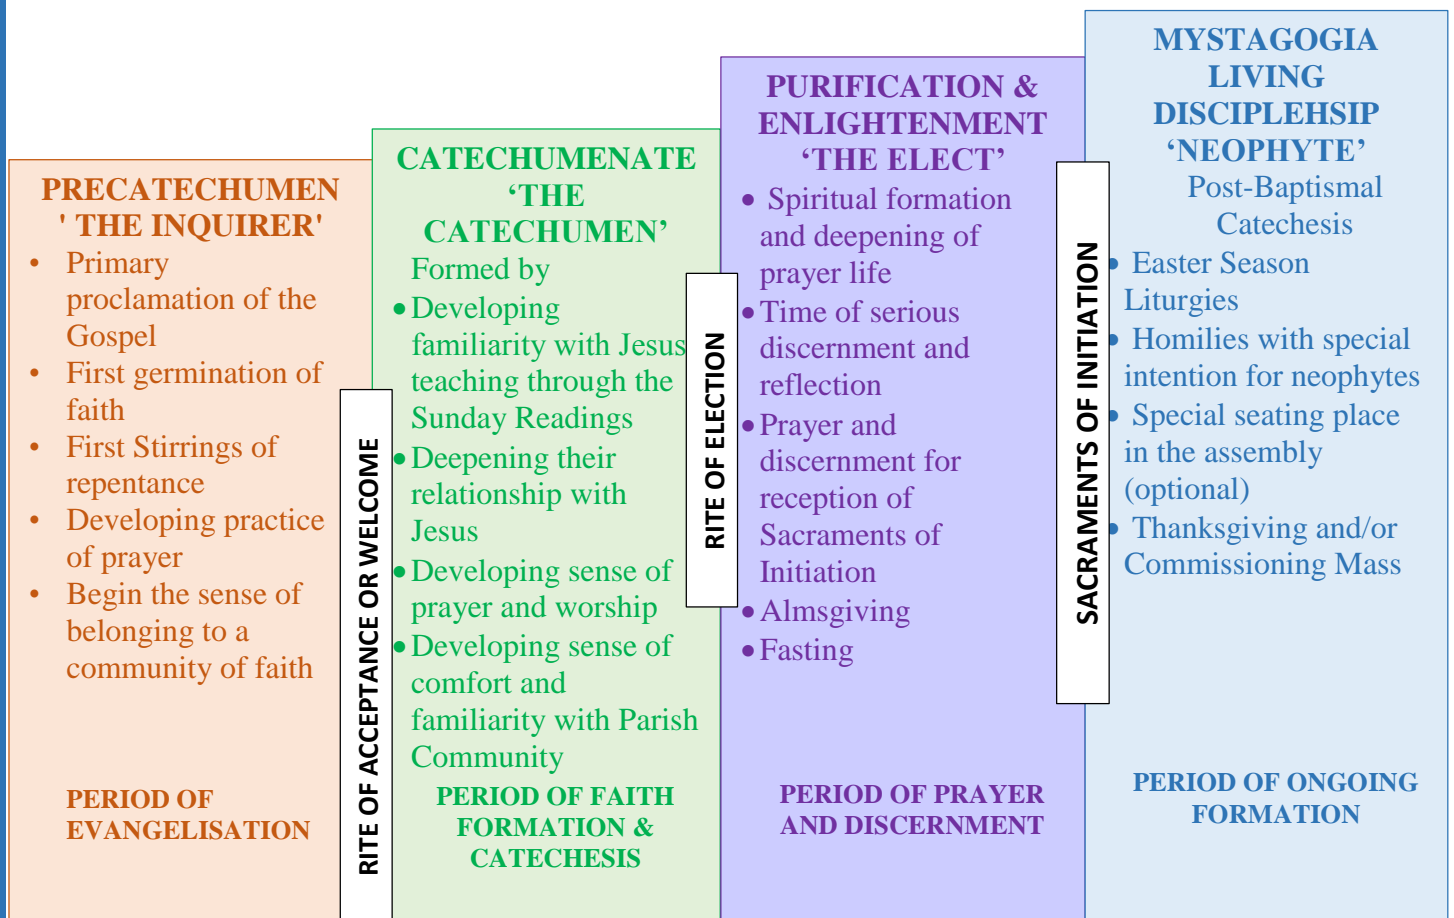 PRECATECHUMEN
' THE INQUIRER'
• Primary
proclamation of the
Gospel
• First germination of
faith
• First Stirrings of
repentance
• Developing practice
of prayer
• Begin the sense of
belonging to a
community of faith
PERIOD OF
EVANGELISATION
RITE OF ACCEPTANCE OR WELCOME
CATECHUMENATE
‘THE
CATECHUMEN’
Formed by
• Developing
familiarity with Jesus
teaching through the
Sunday Readings
• Deepening their
relationship with
Jesus
• Developing sense of
prayer and worship
• Developing sense of
comfort and
familiarity with Parish
Community
PERIOD OF FAITH
FORMATION &
CATECHESIS
RITE OF ELECTION
PURIFICATION &
ENLIGHTENMENT
‘THE ELECT’
• Spiritual formation
and deepening of
prayer life
• Time of serious
discernment and
reflection
• Prayer and
discernment for
reception of
Sacraments of
Initiation
• Almsgiving
• Fasting
PERIOD OF PRAYER
AND DISCERNMENT
SACRAMENTS OF INITIATION
MYSTAGOGIA
LIVING
DISCIPLEHSIP
‘NEOPHYTE’
Post-Baptismal
Catechesis
• Easter Season
Liturgies
• Homilies with special
intention for neophytes
• Special seating place
in the assembly
(optional)
• Thanksgiving and/or
Commissioning Mass
PERIOD OF ONGOING
FORMATION